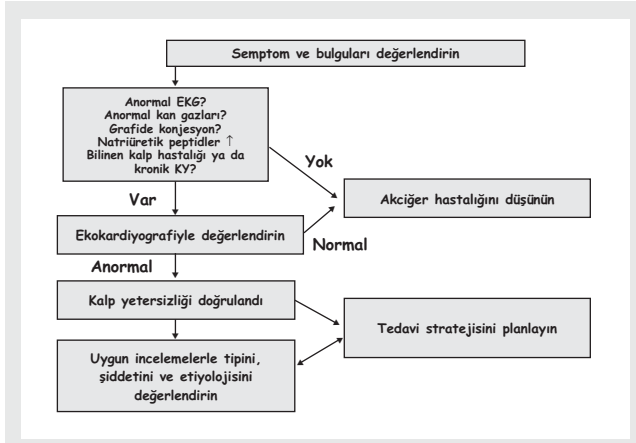 Semptom ve bulguları değerlendirin
Anormal EKG?
Anormal kan gazları?
Grafide konjesyon?
Natriüretik peptidler ↑
Bilinen kalp hastalığı ya da
kronik KY?
Yok
Var
Akciğer hastalığını düşünün
Ekokardiyografiyle değerlendirin
Normal
Anormal
Kalp yetersizliği doğrulandı
Tedavi stratejisini planlayın
Uygun incelemelerle tipini,
şiddetini ve etiyolojisini
değerlendirin